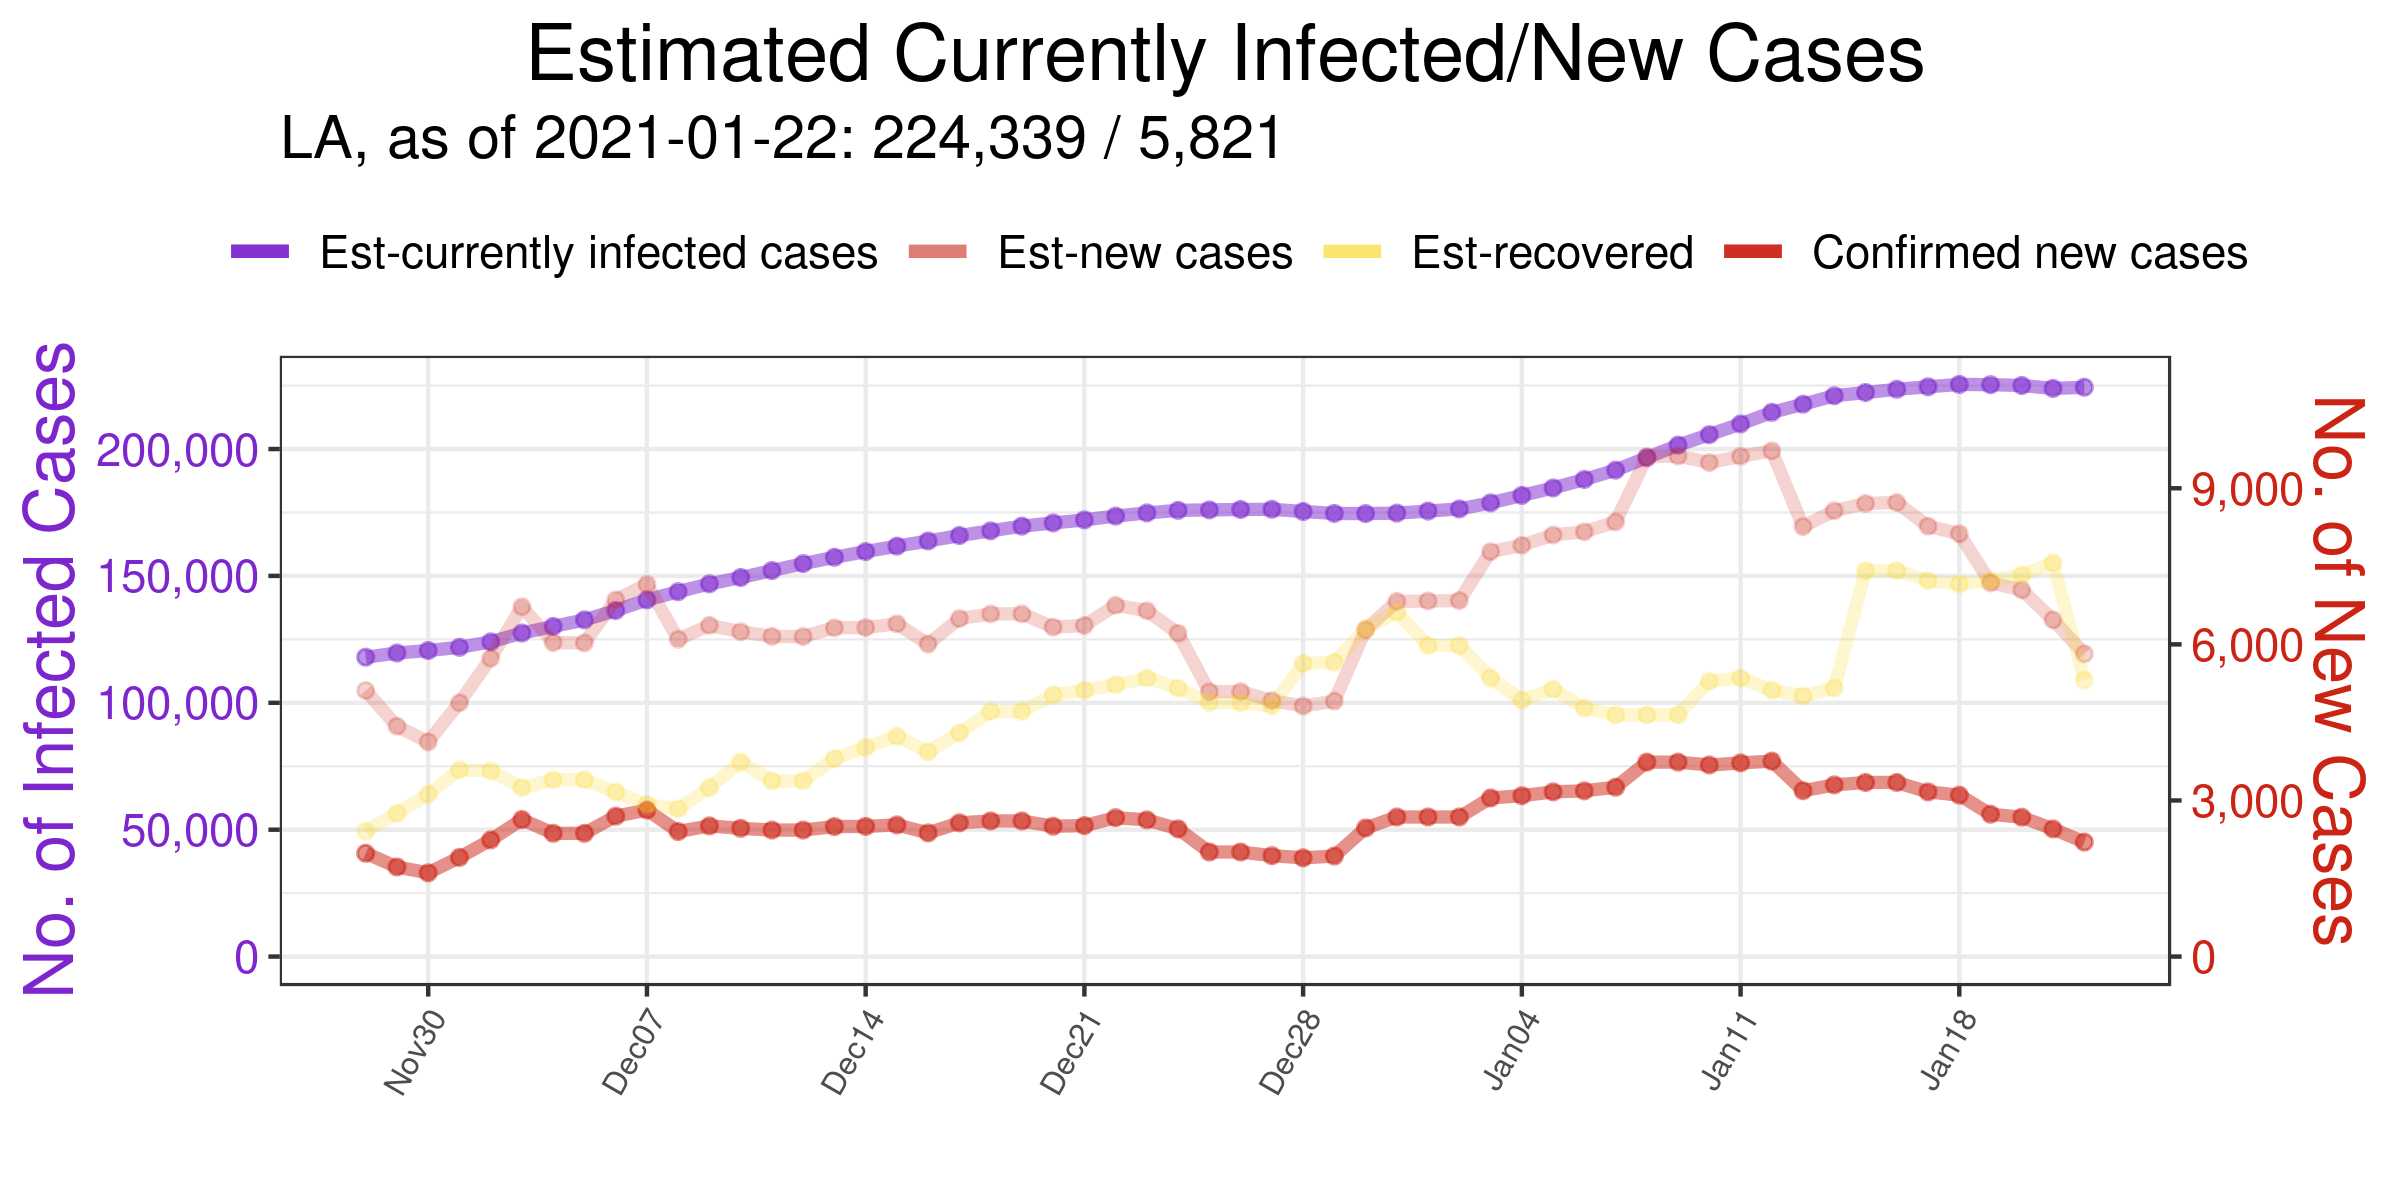 Estimated Currently Infected/New Cases
LA, as of 2021-01-22: 224,339 / 5,821
Est-currently infected cases
Est-new cases
Est-recovered
Confirmed new cases
No. of Infected Cases
200,000
150,000
100,000
50,000
0
9,000
6,000
3,000
0
No. of New Cases
Nov30
Dec07
Dec14
Dec21
Dec28
Jan04
Jan11
Jan18